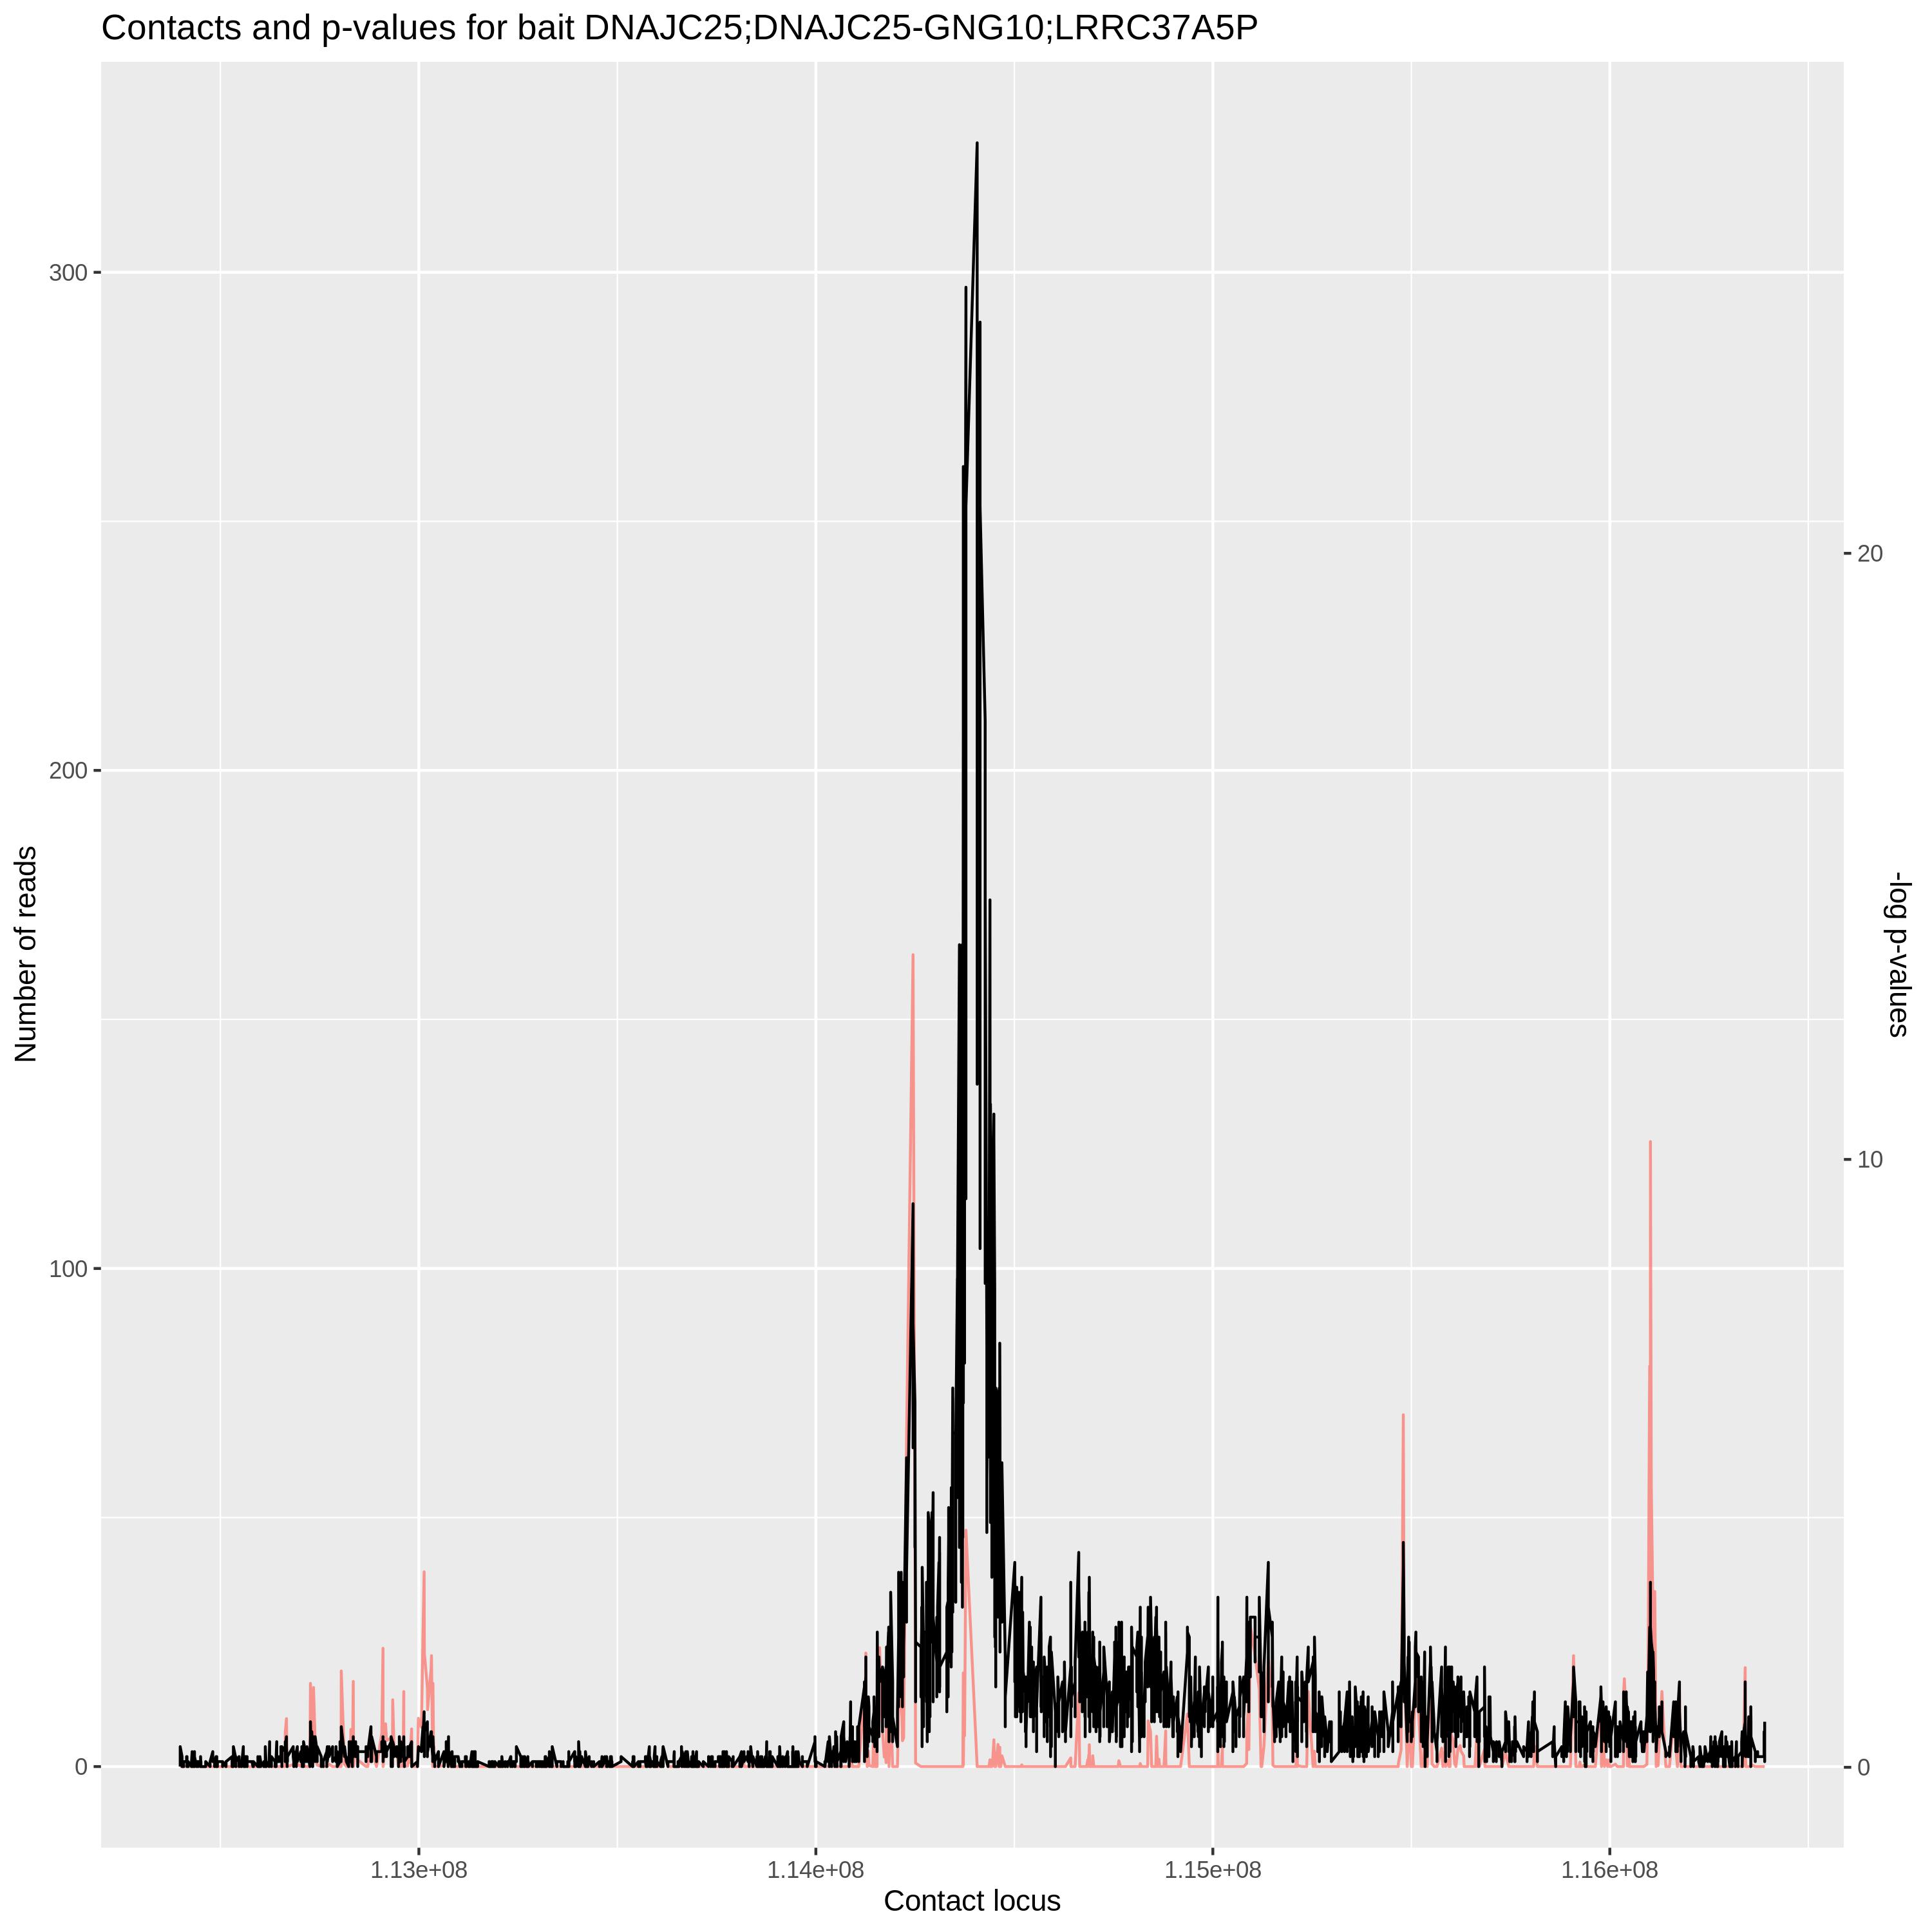 Contacts and p-values for bait DNAJC25;DNAJC25-GNG10;LRRC37A5P
300
200
100
0
Number of reads
20
10
0
-log p-values
1.13e+08
1.14e+08
1.15e+08
1.16e+08
Contact locus